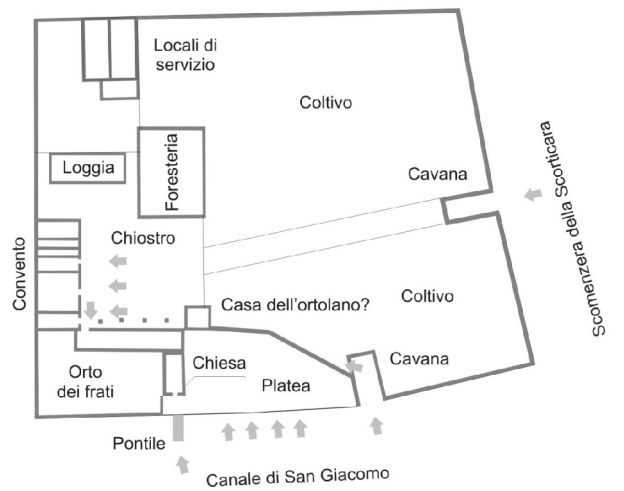 Locali di
servizio
Coltivo
Loggia
Foresteria
Cavana
Scomenzera della Scorticara
Chiostro
Convento
Casa dell'ortolano?
Coltivo
Cavana
Orto
dei frati
Chiesa
Platea
Pontile
Canale di San Giacomo